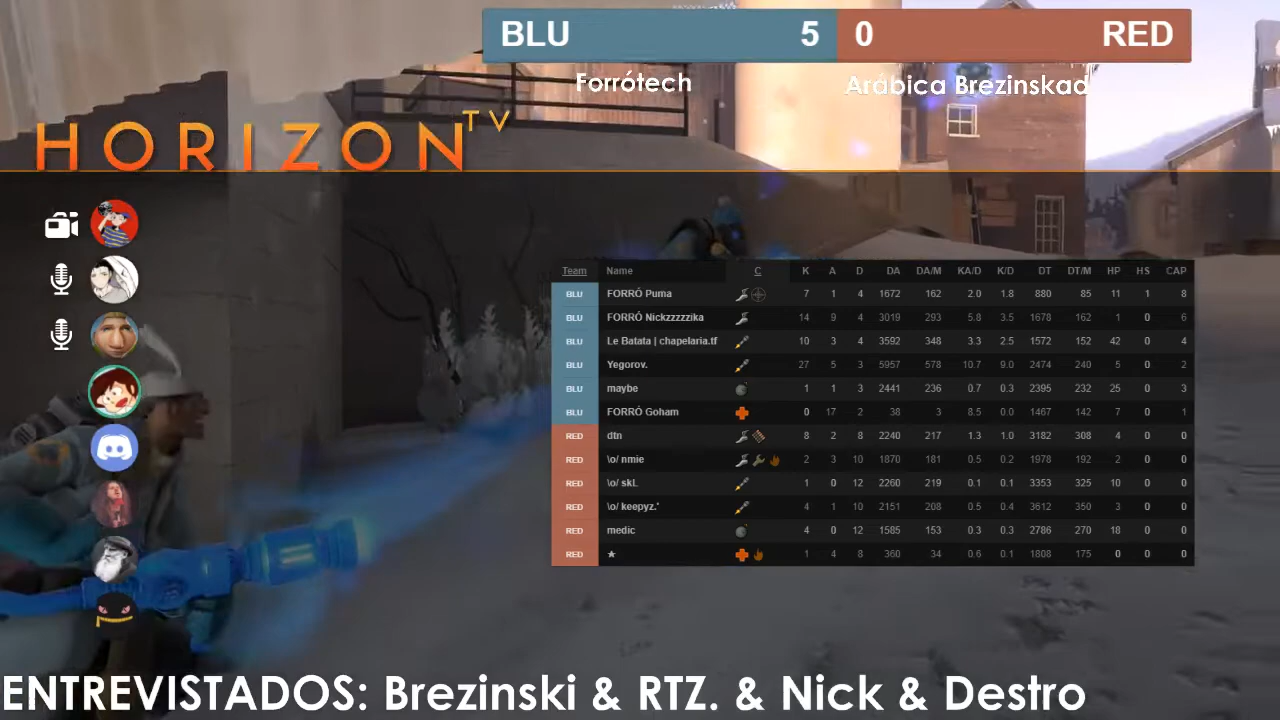 BLU 5 0 RED
Forrótech Arábica Brezinskad
HORIZON TV
Team Name C K A D DA DA/M KA/D K/D DT DT/M HP HS CAP
BLU FORRÓ Puma 7 1 4 1672 162 2.0 1.8 880 85 11 1 8
BLU FORRÓ Nickzzzzzika 14 9 4 3019 293 5.8 3.5 1678 162 1 0 6
BLU Le Batata | chapelaria.tf 10 3 4 3592 348 3.3 2.5 1572 152 42 0 4
BLU Yegorov. 27 5 3 5957 578 10.7 9.0 2474 240 5 0 2
BLU maybe 1 1 3 2441 236 0.7 0.3 2395 232 25 0 3
BLU FORRÓ Goham 0 17 2 38 3 8.5 0.0 1467 142 7 0 1
RED dtn 8 2 8 2240 217 1.3 1.0 3182 308 4 0 0
RED \o/ nmie 2 3 10 1870 181 0.5 0.2 1978 192 2 0 0
RED \o/ skL 1 0 12 2260 219 0.1 0.1 3353 325 10 0 0
RED \o/ keepyz.' 4 1 10 2151 208 0.5 0.4 3612 350 3 0 0
RED medic 4 0 12 1585 153 0.3 0.3 2786 270 18 0 0
RED ★ 1 4 8 360 34 0.6 0.1 1808 175 0 0 0
ENTREVISTADOS: Brezinski & RTZ. & Nick & Destro